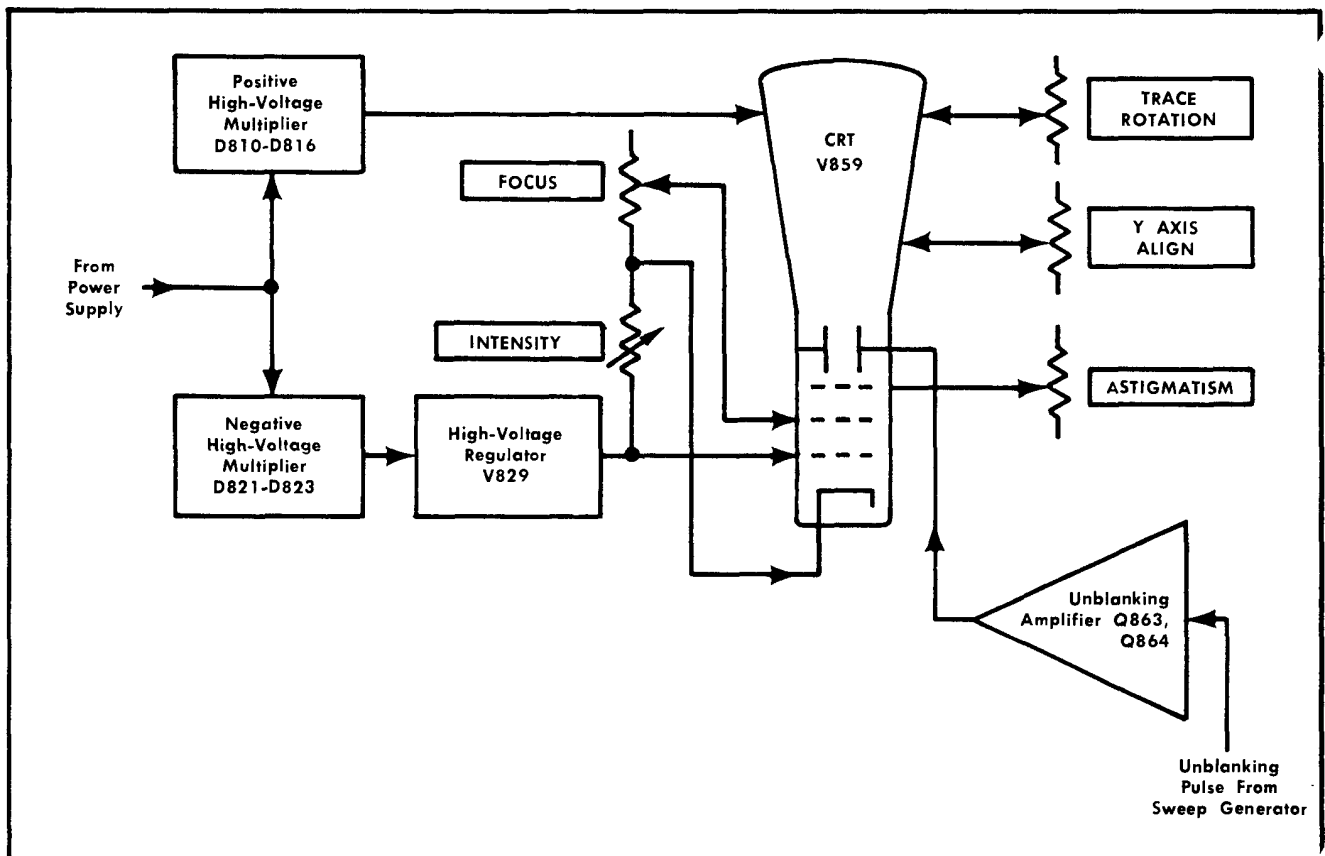 Positive
High-Voltage
Multiplier
D810-D816
FOCUS
CRT
V859
TRACE
ROTATION
Y AXIS
ALIGN
From
Power
Supply
INTENSITY
ASTIGMATISM
Negative
High-Voltage
Multiplier
D821-D823
High-Voltage
Regulator
V829
Unblanking
Amplifier Q863,
Q864
Unblanking
Pulse From
Sweep Generator